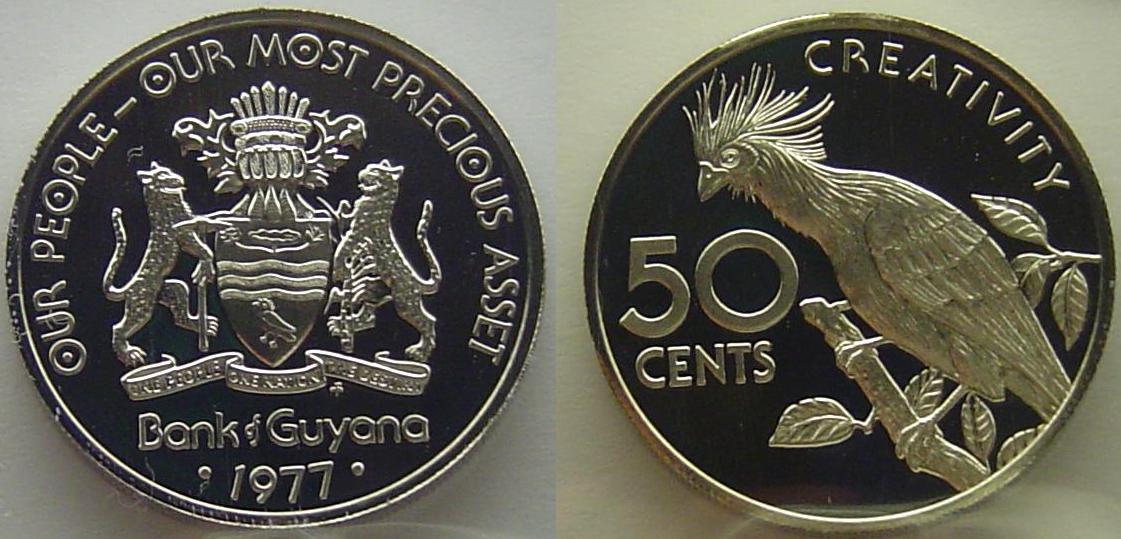 OUR PEOPLE — OUR MOST PRECIOUS ASSET
ONE PEOPLE ONE NATION ONE DESTINY
Bank of Guyana
1977
CREATIVITY
50
CENTS